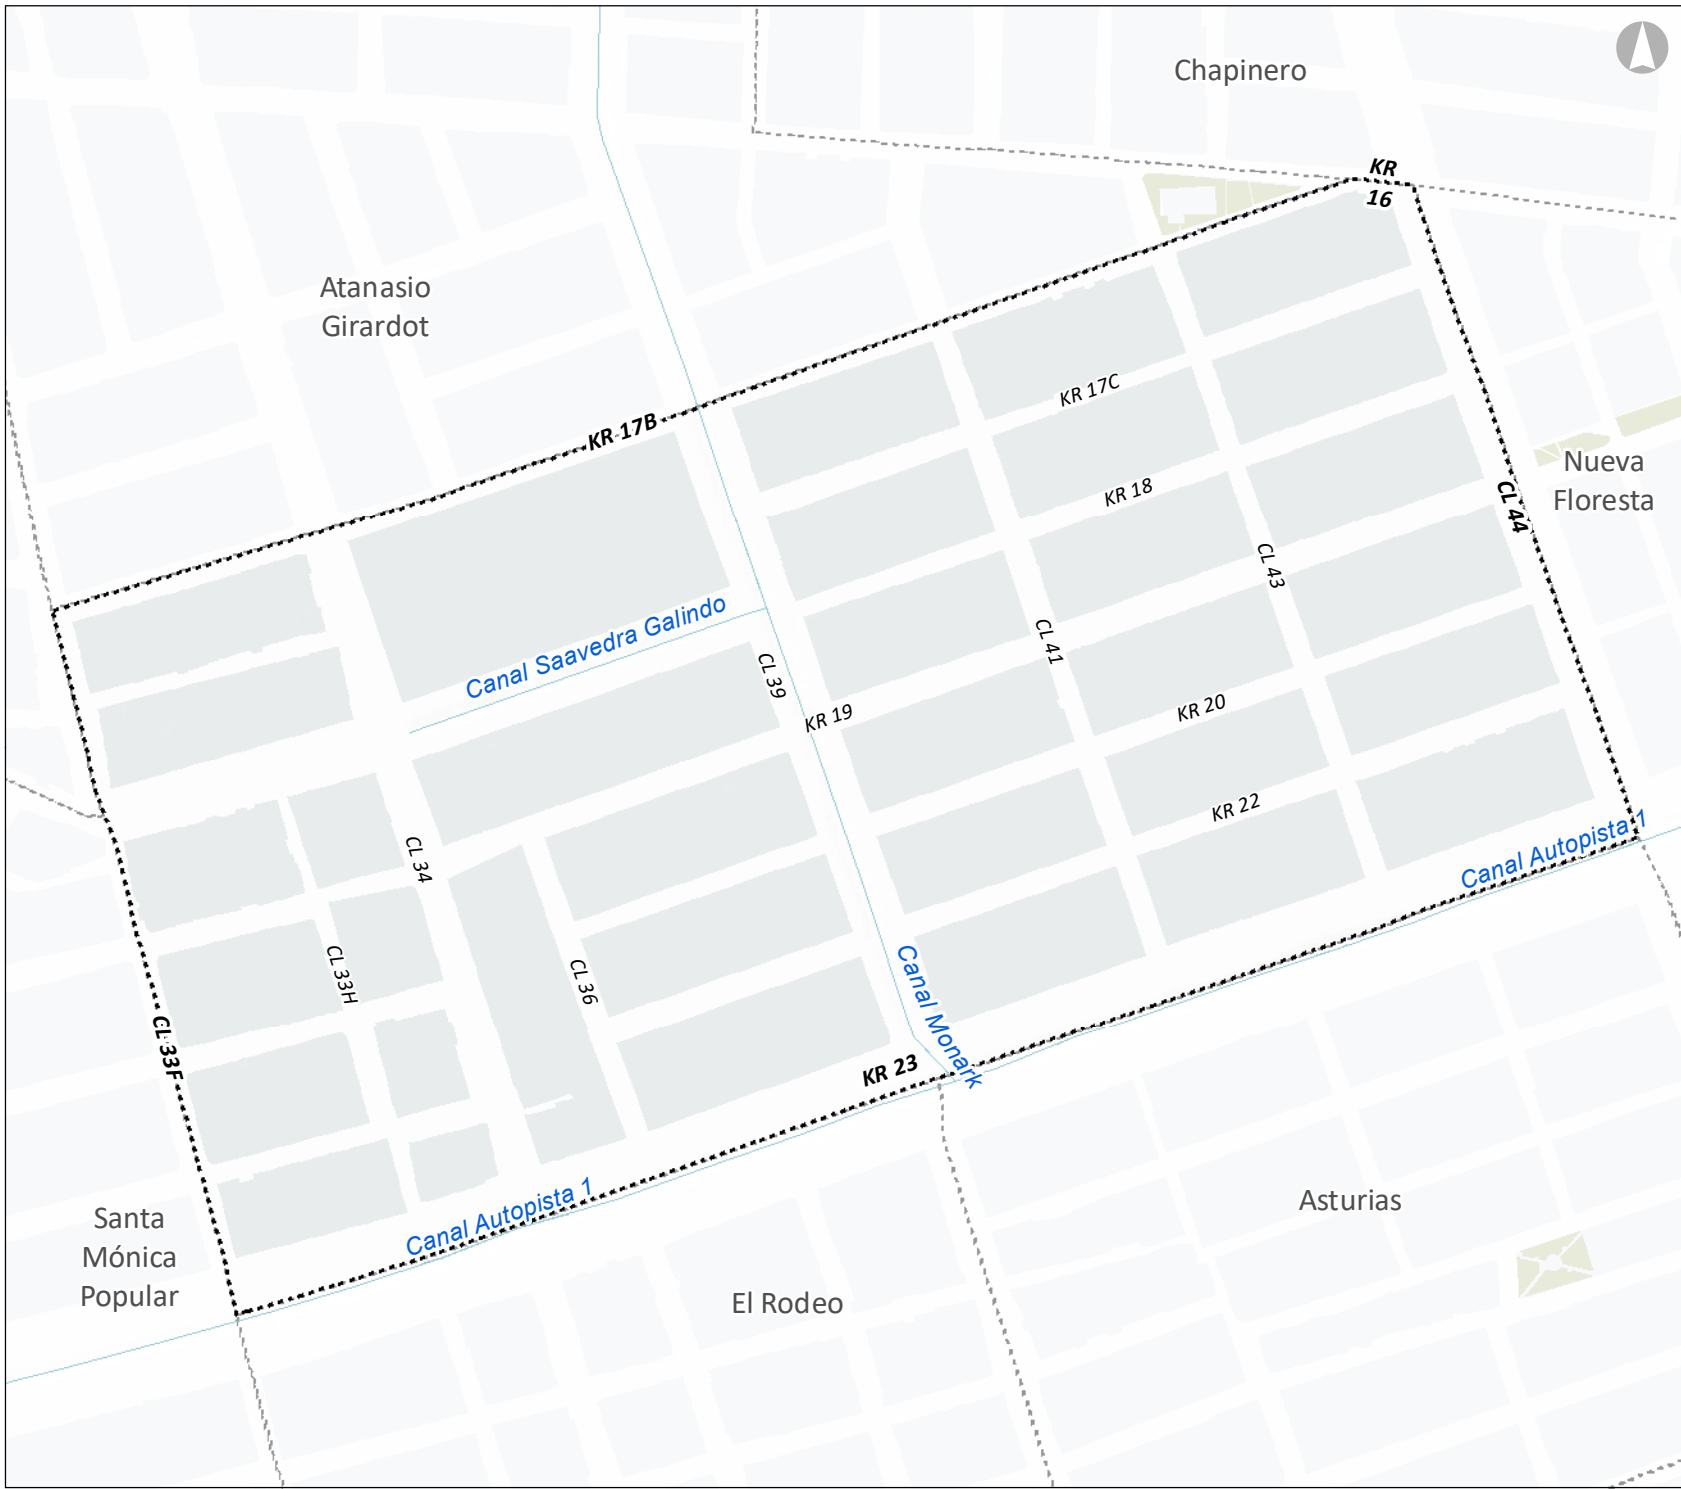 Chapinero
KR
16
Atanasio
Girardot
KR 17C
KR 17B
Nueva
Floresta
KR 18
CL 44
CL 43
Canal Saavedra Galindo
CL 41
CL 39
KR 19
KR 20
KR 22
Canal Autopista 1
CL 34
CL 33H
CL 36
Canal Monark
CL 33F
KR 23
Canal Autopista 1
Santa
Mónica
Popular
Asturias
El Rodeo